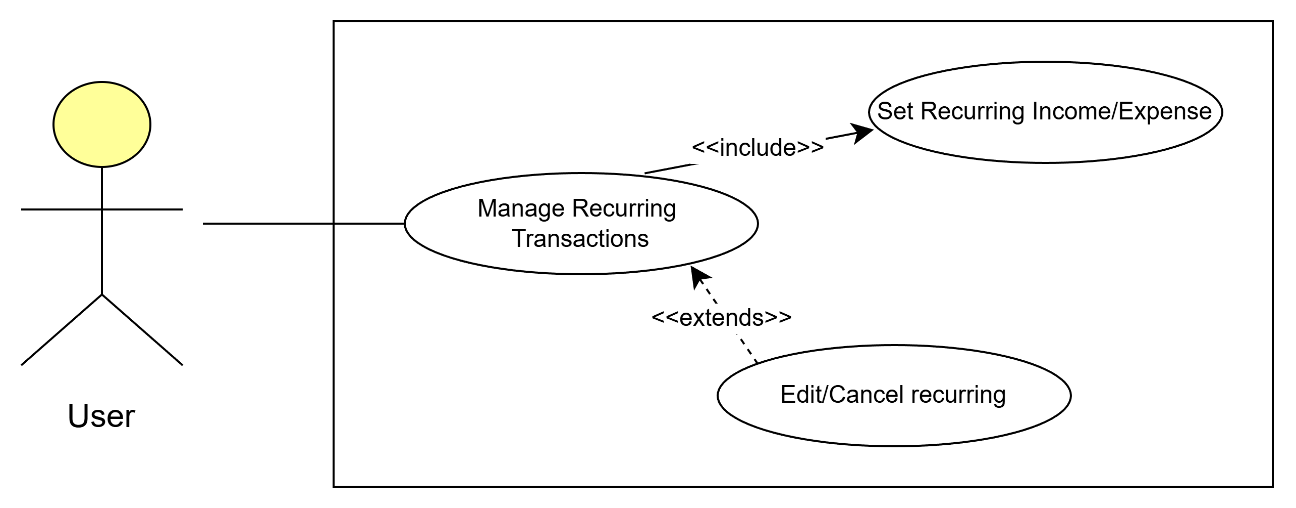 Set Recurring Income/Expense
<<include>>
Manage Recurring
Transactions
<<extends>>
Edit/Cancel recurring
User